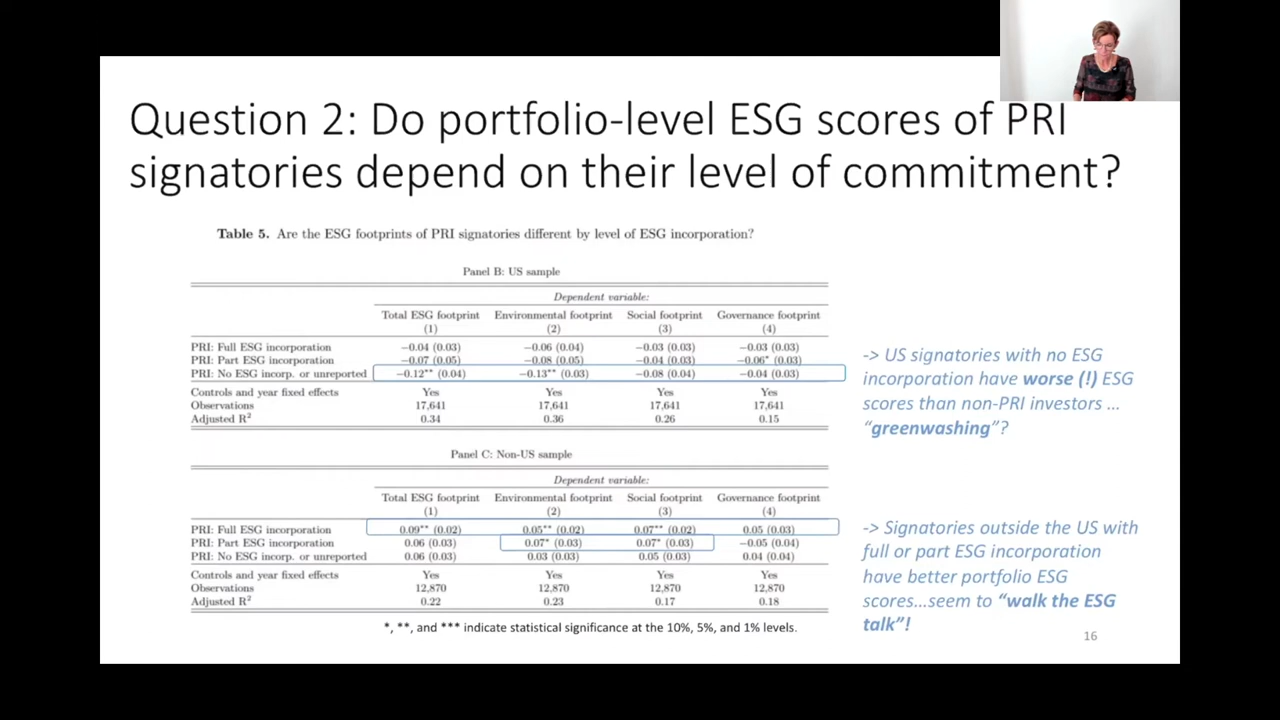 Question 2: Do portfolio-level ESG scores of PRI
signatories depend on their level of commitment?
Table 5. Are the ESG footprints of PRI signatories different by level of ESG incorporation?
Panel B: US sample
Dependent variable:
Total ESG footprint Environmental footprint Social footprint Governance footprint
(1) (2) (3) (4)
PRI: Full ESG incorporation −0.04 (0.03) −0.06 (0.04) −0.03 (0.03) −0.03 (0.03)
PRI: Part ESG incorporation −0.07 (0.05) −0.08 (0.05) −0.04 (0.03) −0.06* (0.03)
PRI: No ESG incorp. or unreported −0.12** (0.04) −0.13** (0.03) −0.08 (0.04) −0.04 (0.03)
Controls and year fixed effects Yes Yes Yes Yes
Observations 17,641 17,641 17,641 17,641
Adjusted R² 0.34 0.36 0.26 0.15
-> US signatories with no ESG
incorporation have worse (!) ESG
scores than non-PRI investors ...
“greenwashing”?
Panel C: Non-US sample
Dependent variable:
Total ESG footprint Environmental footprint Social footprint Governance footprint
(1) (2) (3) (4)
PRI: Full ESG incorporation 0.09** (0.02) 0.05** (0.02) 0.07** (0.02) 0.05 (0.03)
PRI: Part ESG incorporation 0.06 (0.03) 0.07* (0.03) 0.07* (0.03) −0.05 (0.04)
PRI: No ESG incorp. or unreported 0.06 (0.03) 0.03 (0.03) 0.05 (0.03) 0.04 (0.04)
Controls and year fixed effects Yes Yes Yes Yes
Observations 12,870 12,870 12,870 12,870
Adjusted R² 0.22 0.23 0.17 0.18
*, **, and *** indicate statistical significance at the 10%, 5%, and 1% levels.
-> Signatories outside the US with
full or part ESG incorporation
have better portfolio ESG
scores...seem to “walk the ESG
talk”!
16